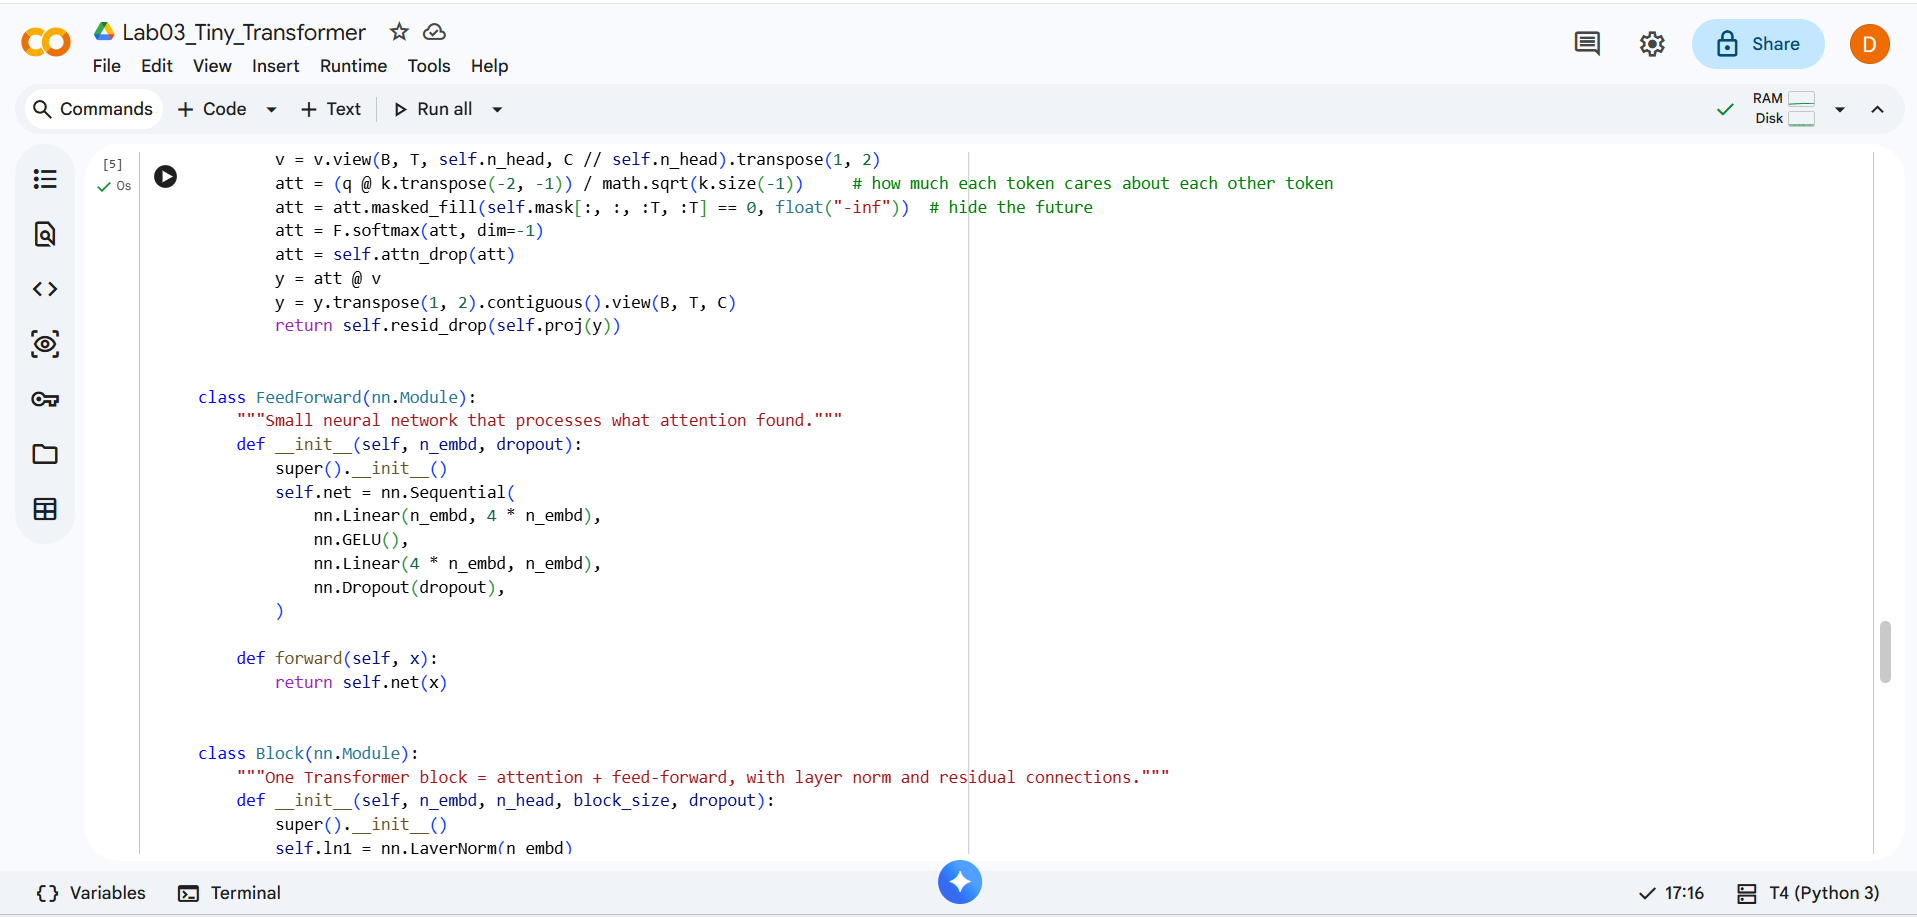 Lab03_Tiny_Transformer
File Edit View Insert Runtime Tools Help
Share
D
Commands + Code + Text Run all
RAM
Disk
[5]
0s
v = v.view(B, T, self.n_head, C // self.n_head).transpose(1, 2)
att = (q @ k.transpose(-2, -1)) / math.sqrt(k.size(-1))     # how much each token cares about each other token
att = att.masked_fill(self.mask[:, :, :T, :T] == 0, float("-inf"))  # hide the future
att = F.softmax(att, dim=-1)
att = self.attn_drop(att)
y = att @ v
y = y.transpose(1, 2).contiguous().view(B, T, C)
return self.resid_drop(self.proj(y))
class FeedForward(nn.Module):
"""Small neural network that processes what attention found."""
def __init__(self, n_embd, dropout):
super().__init__()
self.net = nn.Sequential(
nn.Linear(n_embd, 4 * n_embd),
nn.GELU(),
nn.Linear(4 * n_embd, n_embd),
nn.Dropout(dropout),
)
def forward(self, x):
return self.net(x)
class Block(nn.Module):
"""One Transformer block = attention + feed-forward, with layer norm and residual connections."""
def __init__(self, n_embd, n_head, block_size, dropout):
super().__init__()
self.ln1 = nn.LayerNorm(n_embd)
{} Variables Terminal
17:16 T4 (Python 3)